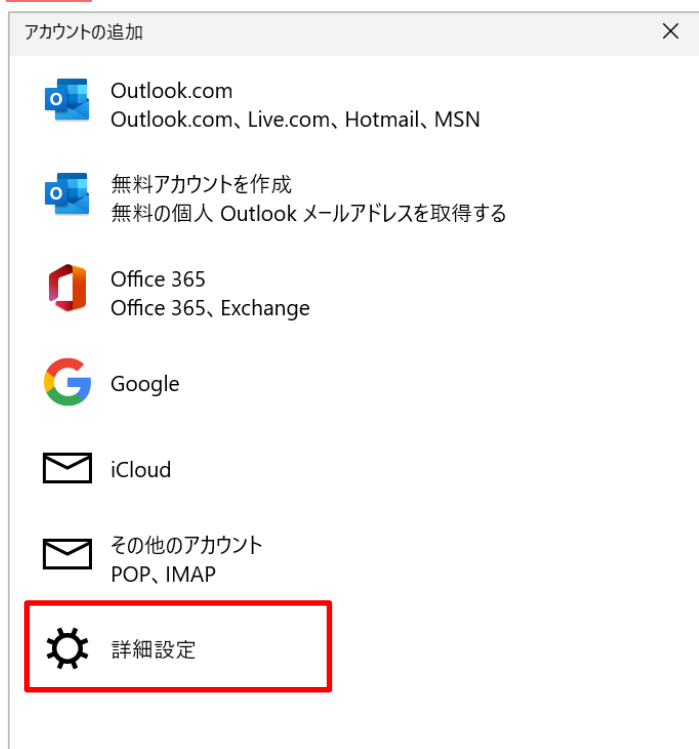 アカウントの追加
Outlook.com
Outlook.com、Live.com、Hotmail、MSN
無料アカウントを作成
無料の個人 Outlook メールアドレスを取得する
Office 365
Office 365、Exchange
Google
iCloud
その他のアカウント
POP、IMAP
詳細設定